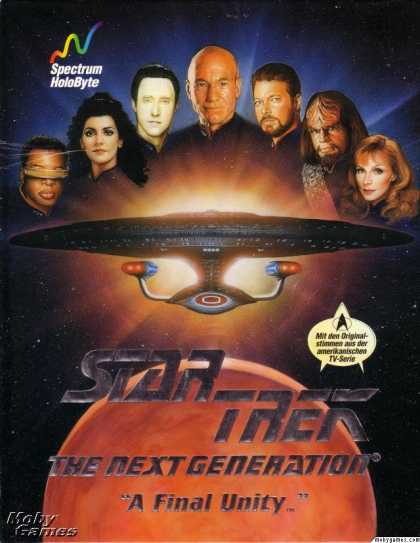 Spectrum
HoloByte
Mit den Original-
stimmen aus der
amerikanischen
TV-Serie
STAR
TREK
THE NEXT GENERATION®
"A Final Unity™"
Moby
Games
mobygames.com